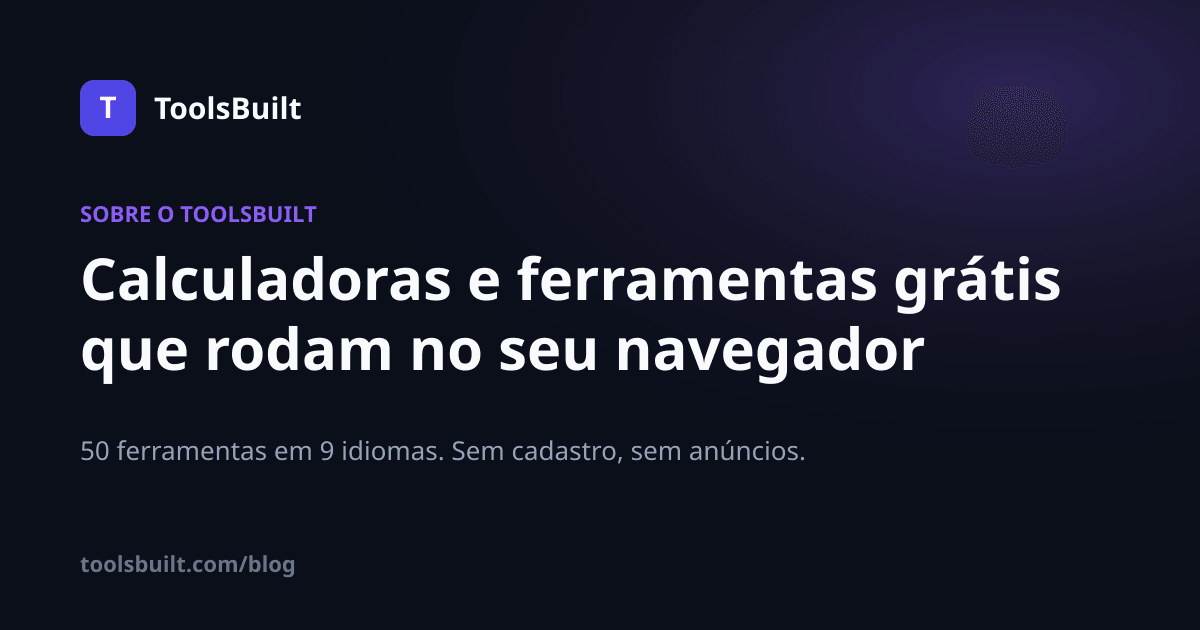 T
ToolsBuilt
SOBRE O TOOLSBUILT
Calculadoras e ferramentas grátis
que rodam no seu navegador
50 ferramentas em 9 idiomas. Sem cadastro, sem anúncios.
toolsbuilt.com/blog